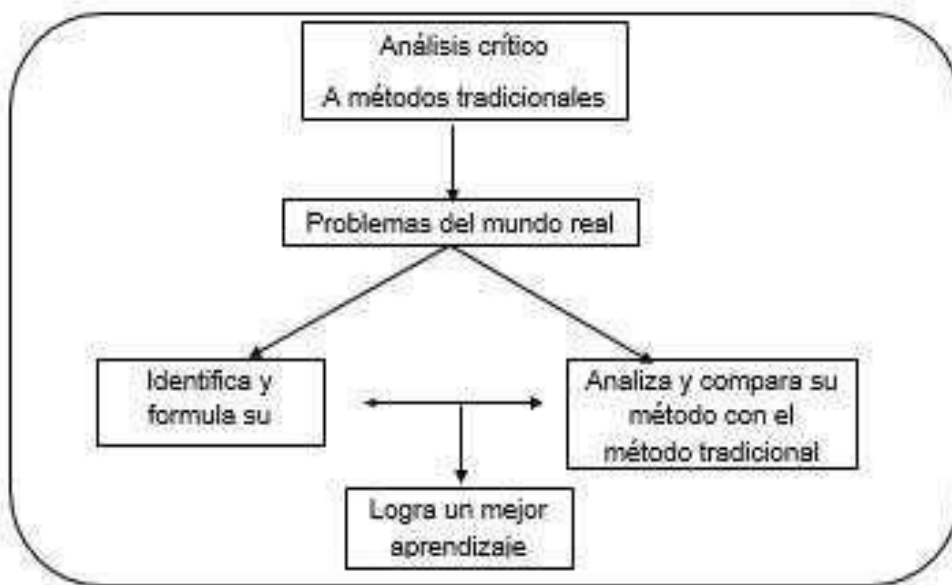 Análisis crítico
A métodos tradicionales
Problemas del mundo real
Identifica y
formula su
Analiza y compara su
método con el
método tradicional
Logra un mejor
aprendizaje